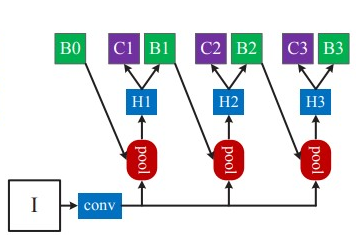 B0 C1 B1 C2 B2 C3 B3
H1 H2 H3
pool pool pool
I conv